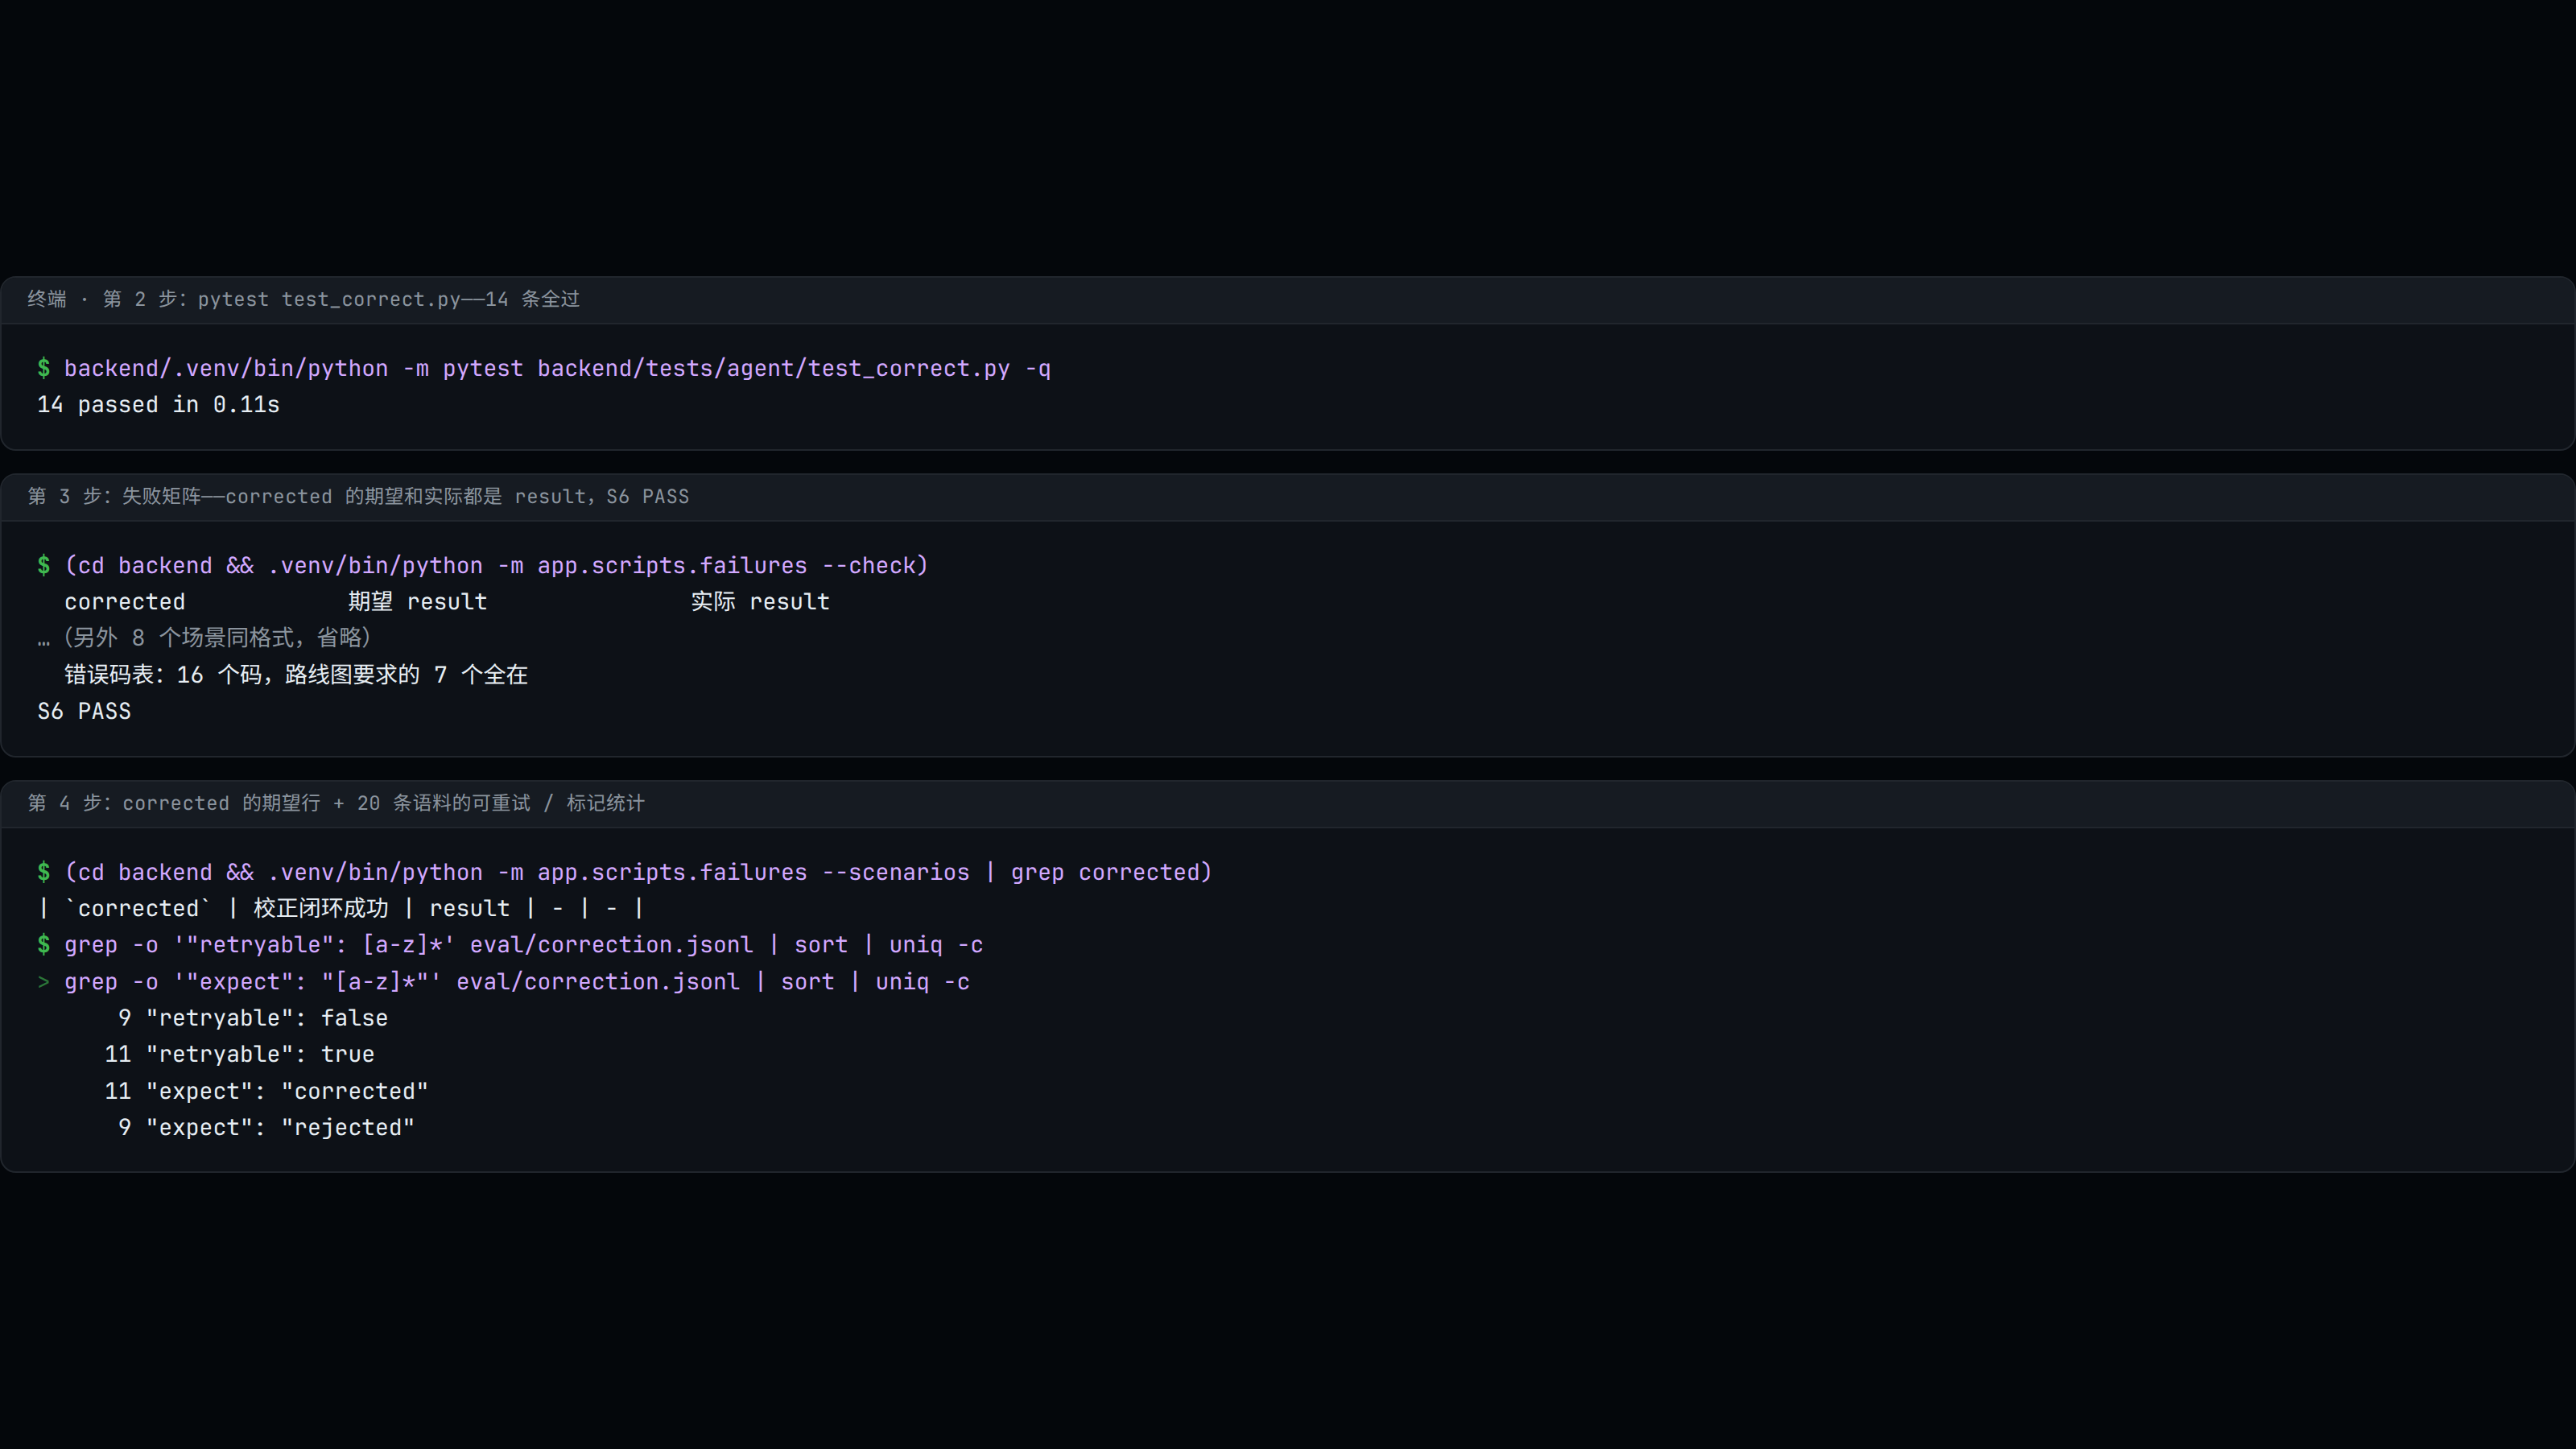 终端 · 第 2 步：pytest test_correct.py——14 条全过
$ backend/.venv/bin/python -m pytest backend/tests/agent/test_correct.py -q
14 passed in 0.11s
第 3 步：失败矩阵——corrected 的期望和实际都是 result，S6 PASS
$ (cd backend && .venv/bin/python -m app.scripts.failures --check)
corrected 期望 result 实际 result
…（另外 8 个场景同格式，省略）
错误码表：16 个码，路线图要求的 7 个全在
S6 PASS
第 4 步：corrected 的期望行 + 20 条语料的可重试 / 标记统计
$ (cd backend && .venv/bin/python -m app.scripts.failures --scenarios | grep corrected)
| `corrected` | 校正闭环成功 | result | - | - |
$ grep -o '"retryable": [a-z]*' eval/correction.jsonl | sort | uniq -c
> grep -o '"expect": "[a-z]*"' eval/correction.jsonl | sort | uniq -c
9 "retryable": false
11 "retryable": true
11 "expect": "corrected"
9 "expect": "rejected"